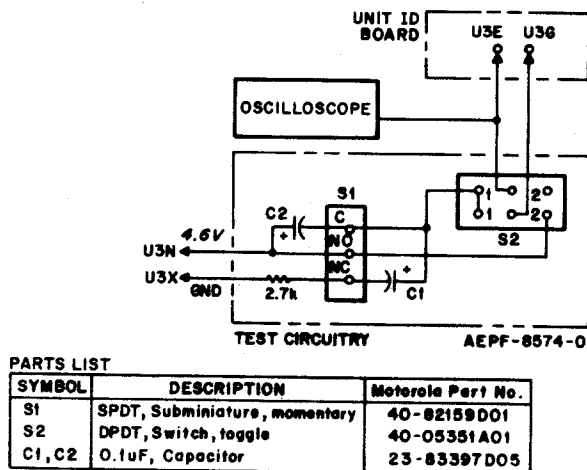 UNIT ID
BOARD
U3E U3G
OSCILLOSCOPE
S1
1 2
1 2
S2
C2
+
C
NO
NC
4.6V
U3N
U3X
GND
2.7k
+
C1
TEST CIRCUITRY
AEPF-8574-0
PARTS LIST
SYMBOL DESCRIPTION Motorola Part No.
S1 SPDT, Subminiature, momentary 40-82159D01
S2 DPDT, Switch, toggle 40-05351A01
C1, C2 0.1uF, Capacitor 23-83397D05